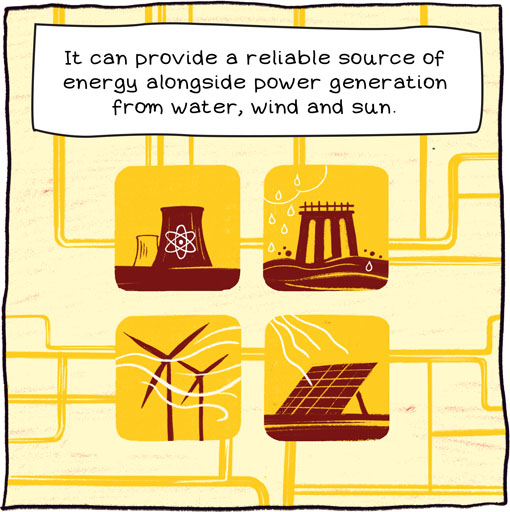 It can provide a reliable source of
energy alongside power generation
from water, wind and sun.